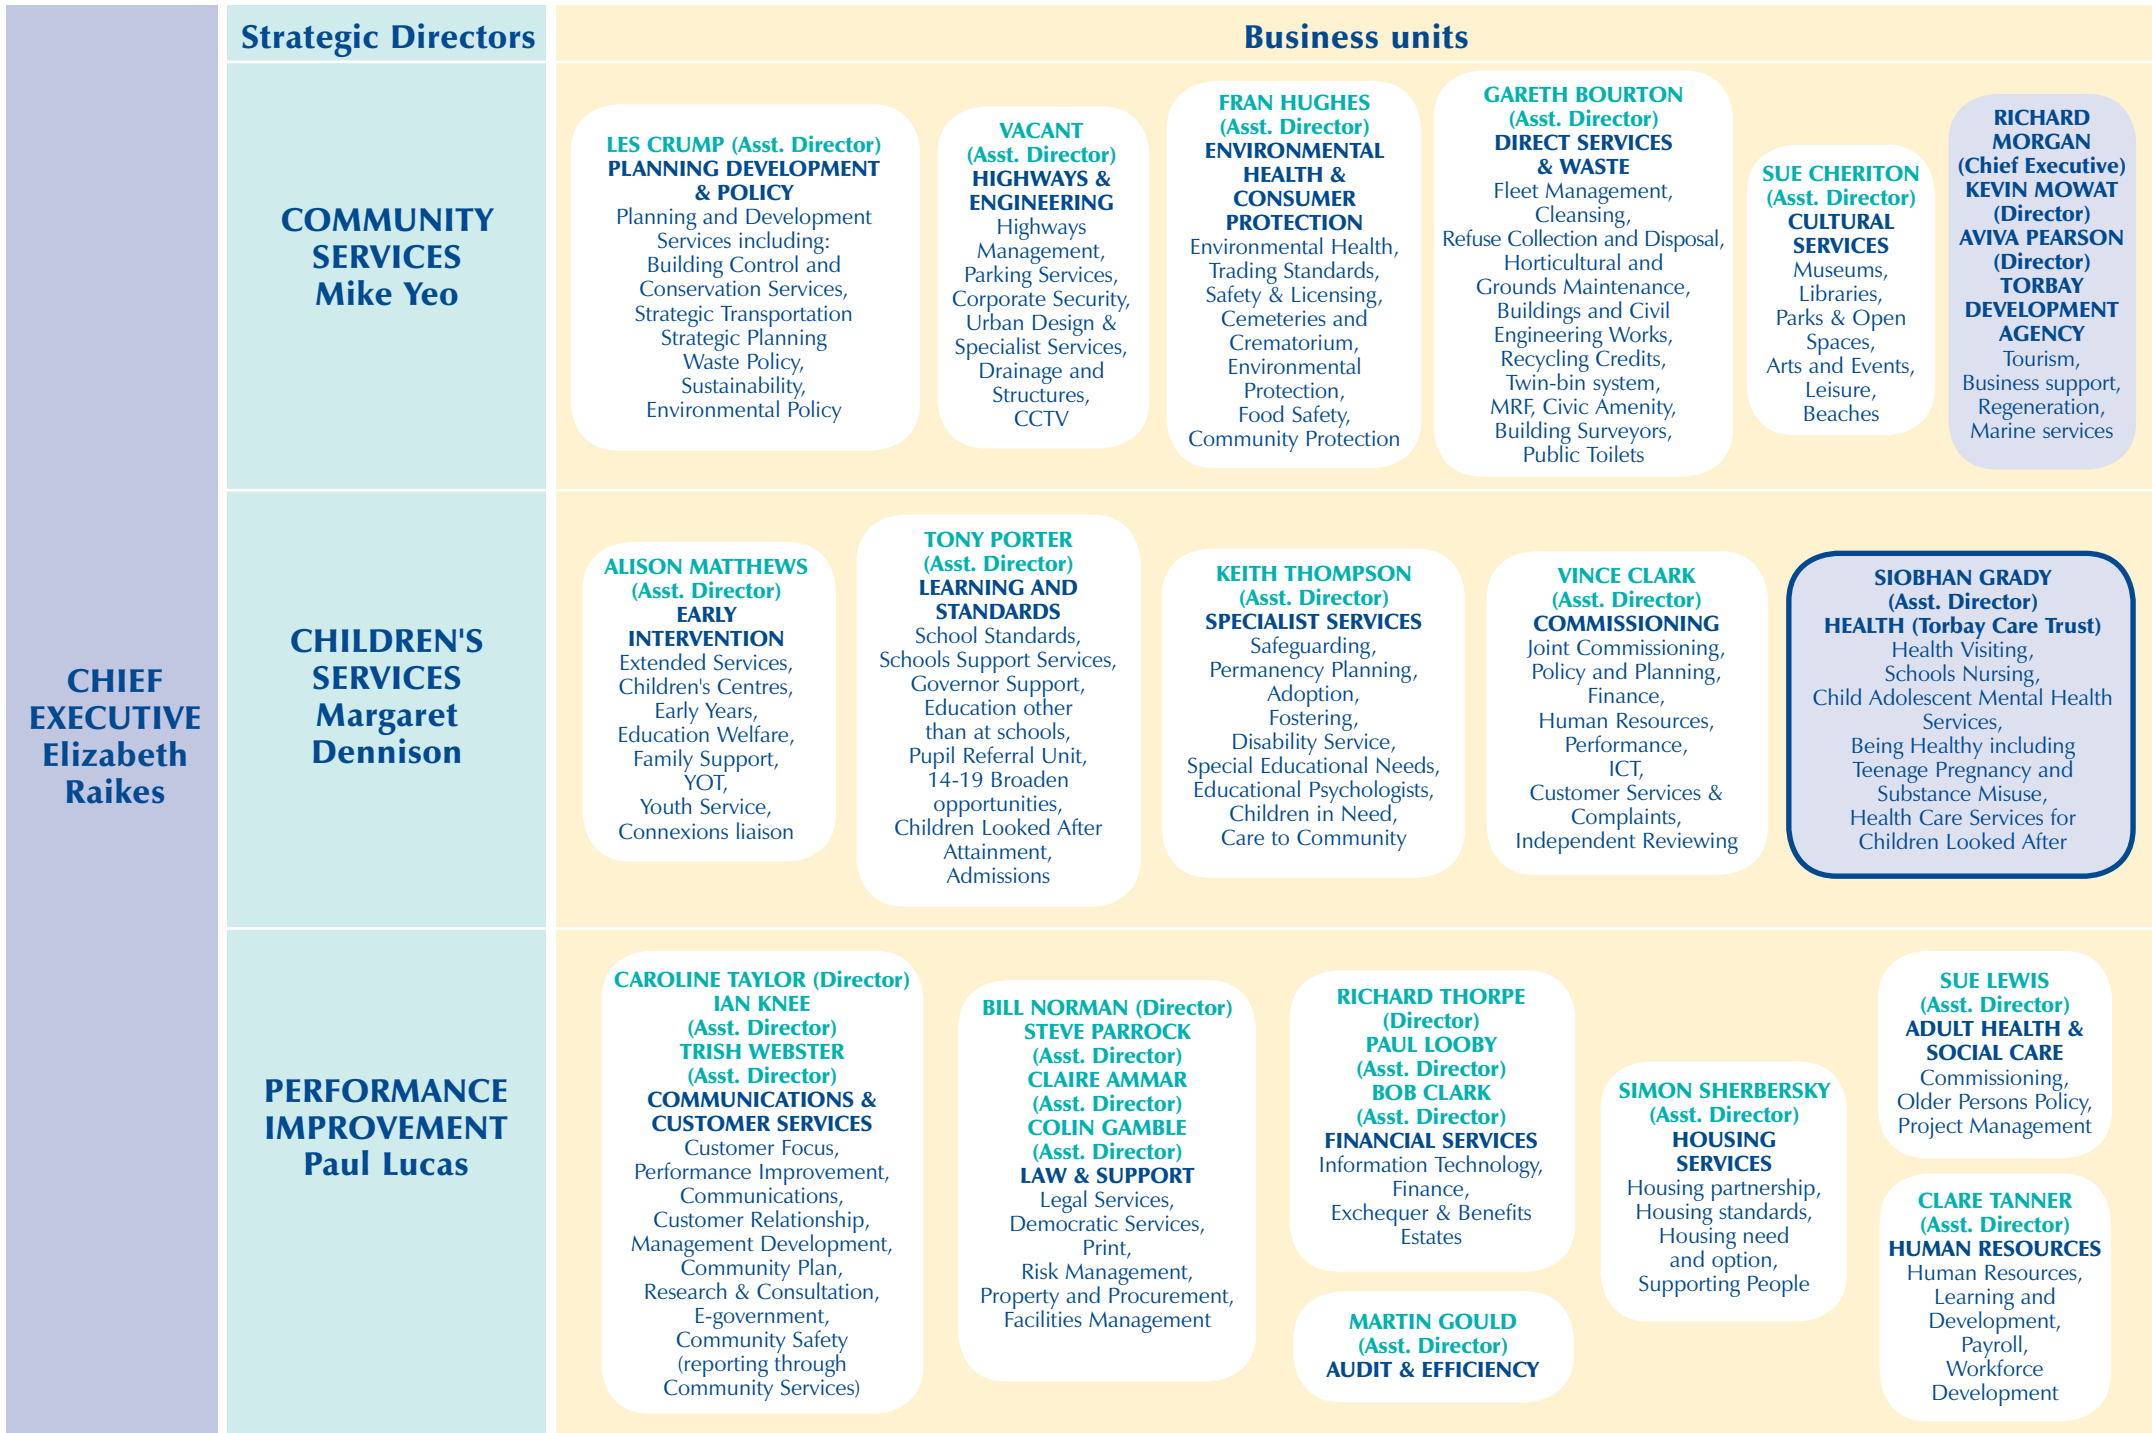 Strategic Directors
Business units
CHIEF
EXECUTIVE
Elizabeth
Raikes
COMMUNITY
SERVICES
Mike Yeo
LES CRUMP (Asst. Director)
PLANNING DEVELOPMENT
& POLICY
Planning and Development
Services including:
Building Control and
Conservation Services,
Strategic Transportation
Strategic Planning
Waste Policy,
Sustainability,
Environmental Policy
VACANT
(Asst. Director)
HIGHWAYS &
ENGINEERING
Highways
Management,
Parking Services,
Corporate Security,
Urban Design &
Specialist Services,
Drainage and
Structures,
CCTV
FRAN HUGHES
(Asst. Director)
ENVIRONMENTAL
HEALTH &
CONSUMER
PROTECTION
Environmental Health,
Trading Standards,
Safety & Licensing,
Cemeteries and
Crematorium,
Environmental
Protection,
Food Safety,
Community Protection
GARETH BOURTON
(Asst. Director)
DIRECT SERVICES
& WASTE
Fleet Management,
Cleansing,
Refuse Collection and Disposal,
Horticultural and
Grounds Maintenance,
Buildings and Civil
Engineering Works,
Recycling Credits,
Twin-bin system,
MRF, Civic Amenity,
Building Surveyors,
Public Toilets
SUE CHERITON
(Asst. Director)
CULTURAL
SERVICES
Museums,
Libraries,
Parks & Open
Spaces,
Arts and Events,
Leisure,
Beaches
RICHARD
MORGAN
(Chief Executive)
KEVIN MOWAT
(Director)
AVIVA PEARSON
(Director)
TORBAY
DEVELOPMENT
AGENCY
Tourism,
Business support,
Regeneration,
Marine services
CHILDREN'S
SERVICES
Margaret
Dennison
ALISON MATTHEWS
(Asst. Director)
EARLY
INTERVENTION
Extended Services,
Children's Centres,
Early Years,
Education Welfare,
Family Support,
YOT,
Youth Service,
Connexions liaison
TONY PORTER
(Asst. Director)
LEARNING AND
STANDARDS
School Standards,
Schools Support Services,
Governor Support,
Education other
than at schools,
Pupil Referral Unit,
14-19 Broaden
opportunities,
Children Looked After
Attainment,
Admissions
KEITH THOMPSON
(Asst. Director)
SPECIALIST SERVICES
Safeguarding,
Permanency Planning,
Adoption,
Fostering,
Disability Service,
Special Educational Needs,
Educational Psychologists,
Children in Need,
Care to Community
VINCE CLARK
(Asst. Director)
COMMISSIONING
Joint Commissioning,
Policy and Planning,
Finance,
Human Resources,
Performance,
ICT,
Customer Services &
Complaints,
Independent Reviewing
SIOBHAN GRADY
(Asst. Director)
HEALTH (Torbay Care Trust)
Health Visiting,
Schools Nursing,
Child Adolescent Mental Health
Services,
Being Healthy including
Teenage Pregnancy and
Substance Misuse,
Health Care Services for
Children Looked After
PERFORMANCE
IMPROVEMENT
Paul Lucas
CAROLINE TAYLOR (Director)
IAN KNEE
(Asst. Director)
TRISH WEBSTER
(Asst. Director)
COMMUNICATIONS &
CUSTOMER SERVICES
Customer Focus,
Performance Improvement,
Communications,
Customer Relationship,
Management Development,
Community Plan,
Research & Consultation,
E-government,
Community Safety
(reporting through
Community Services)
BILL NORMAN (Director)
STEVE PARROCK
(Asst. Director)
CLAIRE AMMAR
(Asst. Director)
COLIN GAMBLE
(Asst. Director)
LAW & SUPPORT
Legal Services,
Democratic Services,
Print,
Risk Management,
Property and Procurement,
Facilities Management
RICHARD THORPE
(Director)
PAUL LOOBY
(Asst. Director)
BOB CLARK
(Asst. Director)
FINANCIAL SERVICES
Information Technology,
Finance,
Exchequer & Benefits
Estates
MARTIN GOULD
(Asst. Director)
AUDIT & EFFICIENCY
SIMON SHERBERSKY
(Asst. Director)
HOUSING
SERVICES
Housing partnership,
Housing standards,
Housing need
and option,
Supporting People
SUE LEWIS
(Asst. Director)
ADULT HEALTH &
SOCIAL CARE
Commissioning,
Older Persons Policy,
Project Management
CLARE TANNER
(Asst. Director)
HUMAN RESOURCES
Human Resources,
Learning and
Development,
Payroll,
Workforce
Development